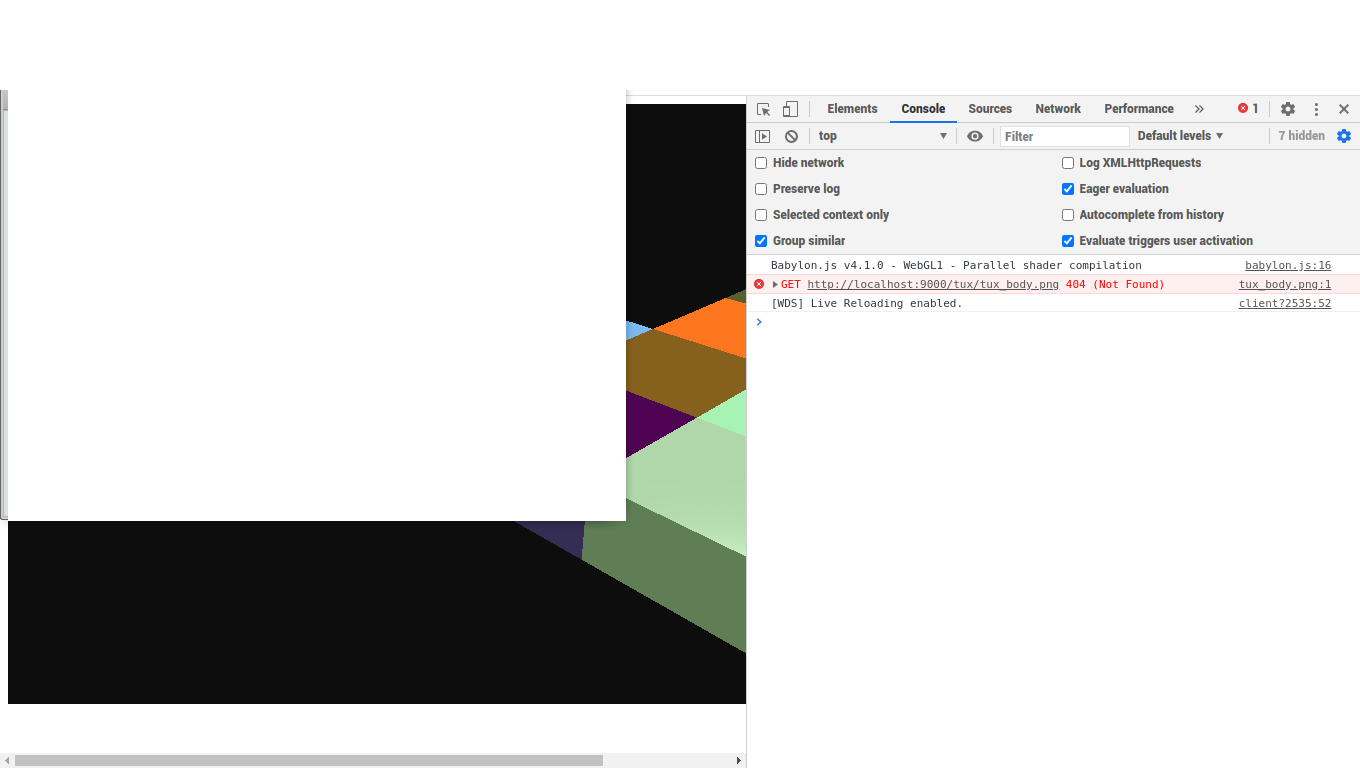 Elements Console Sources Network Performance 1
top Filter Default levels 7 hidden
Hide network Log XMLHttpRequests
Preserve log Eager evaluation
Selected context only Autocomplete from history
Group similar Evaluate triggers user activation
Babylon.js v4.1.0 - WebGL1 - Parallel shader compilation babylon.js:16
GET http://localhost:9000/tux/tux_body.png 404 (Not Found) tux_body.png:1
[WDS] Live Reloading enabled. client?2535:52